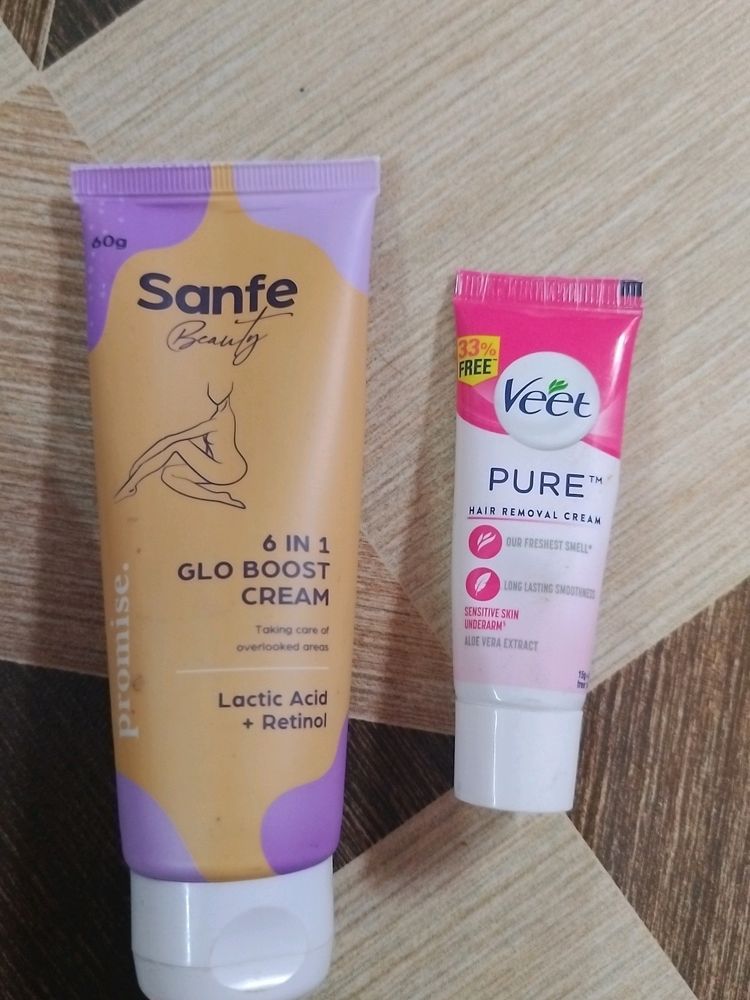 60g
Sanfe
Beauty
6 IN 1
GLO BOOST
CREAM
Taking care of
overlooked areas
Lactic Acid
+ Retinol
promise.
33%
FREE
Veet
PURE™
HAIR REMOVAL CREAM
OUR FRESHEST SMELL*
LONG LASTING SMOOTHNESS
SENSITIVE SKIN
UNDERARM
ALOE VERA EXTRACT